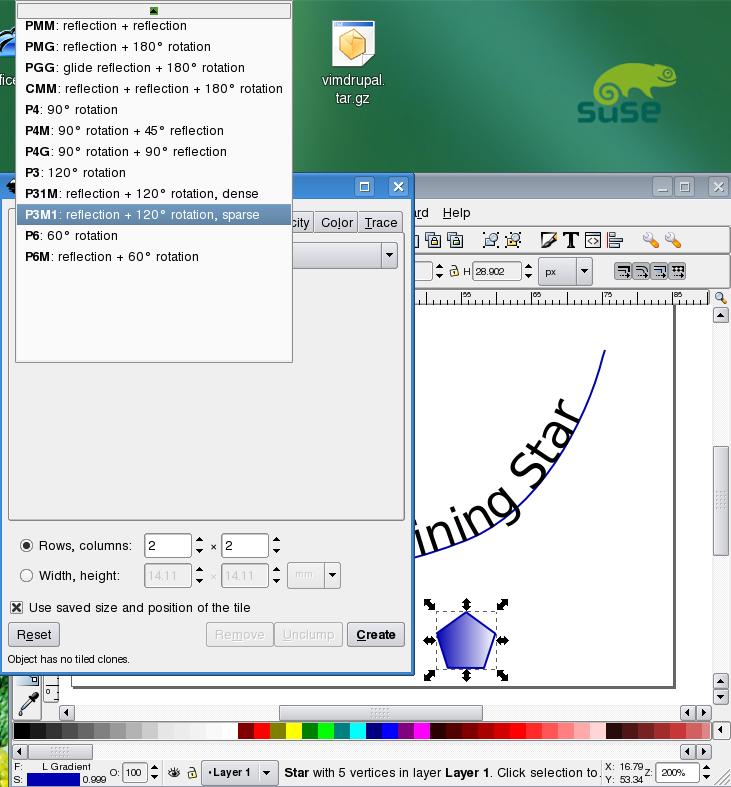 PMM: reflection + reflection
PMG: reflection + 180° rotation
PGG: glide reflection + 180° rotation
CMM: reflection + reflection + 180° rotation
P4: 90° rotation
P4M: 90° rotation + 45° reflection
P4G: 90° rotation + 90° reflection
P3: 120° rotation
P31M: reflection + 120° rotation, dense
P3M1: reflection + 120° rotation, sparse
P6: 60° rotation
P6M: reflection + 60° rotation
fice
vimdrupal.
tar.gz
suse
city Color Trace
rd Help
H 28.902 px
55 65 75 85
ining Star
Rows, columns: 2 × 2
Width, height: 14.11 × 14.11 mm
Use saved size and position of the tile
Reset Remove Unclump Create
Object has no tiled clones.
0
F: L Gradient
S: 0.999
O: 100
Layer 1
Star with 5 vertices in layer Layer 1. Click selection to.
X: 16.79
Y: 53.34
Z: 200%